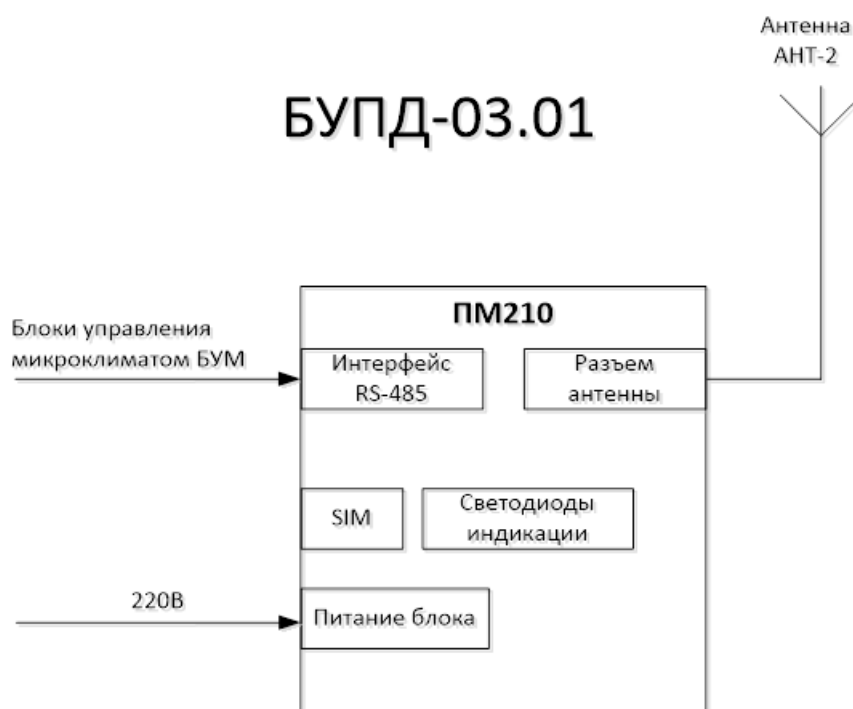 Антенна
АНТ-2
БУПД-03.01
ПМ210
Блоки управления
микроклиматом БУМ
Интерфейс
RS-485
Разъем
антенны
SIM
Светодиоды
индикации
220В
Питание блока